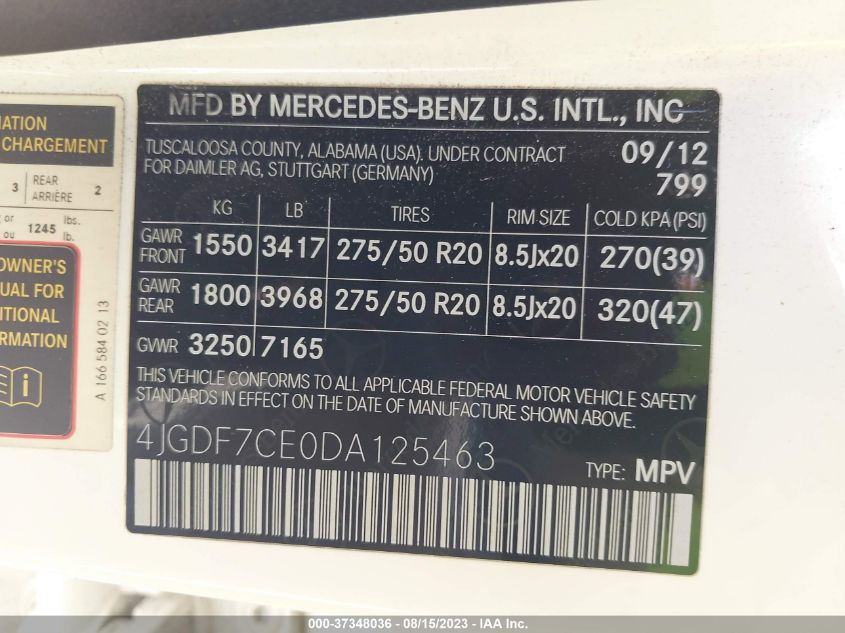 MATION
CHARGEMENT
3 REAR ARRIÈRE 2
or ou 1245 lbs. lb.
OWNER'S
UAL FOR
ITIONAL
RMATION
A 166 584 02 13
MFD BY MERCEDES-BENZ U.S. INTL., INC
TUSCALOOSA COUNTY, ALABAMA (USA). UNDER CONTRACT
FOR DAIMLER AG, STUTTGART (GERMANY)
09/12
799
KG LB TIRES RIM SIZE COLD KPA (PSI)
GAWR FRONT 1550 3417 275/50 R20 8.5Jx20 270(39)
GAWR REAR 1800 3968 275/50 R20 8.5Jx20 320(47)
GVWR 3250 7165
THIS VEHICLE CONFORMS TO ALL APPLICABLE FEDERAL MOTOR VEHICLE SAFETY
STANDARDS IN EFFECT ON THE DATE OF MANUFACTURE SHOWN ABOVE.
4JGDF7CE0DA125463
TYPE: MPV
000-37348036 - 08/15/2023 - IAA Inc.